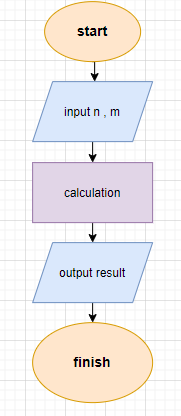 start
input n , m
calculation
output result
finish